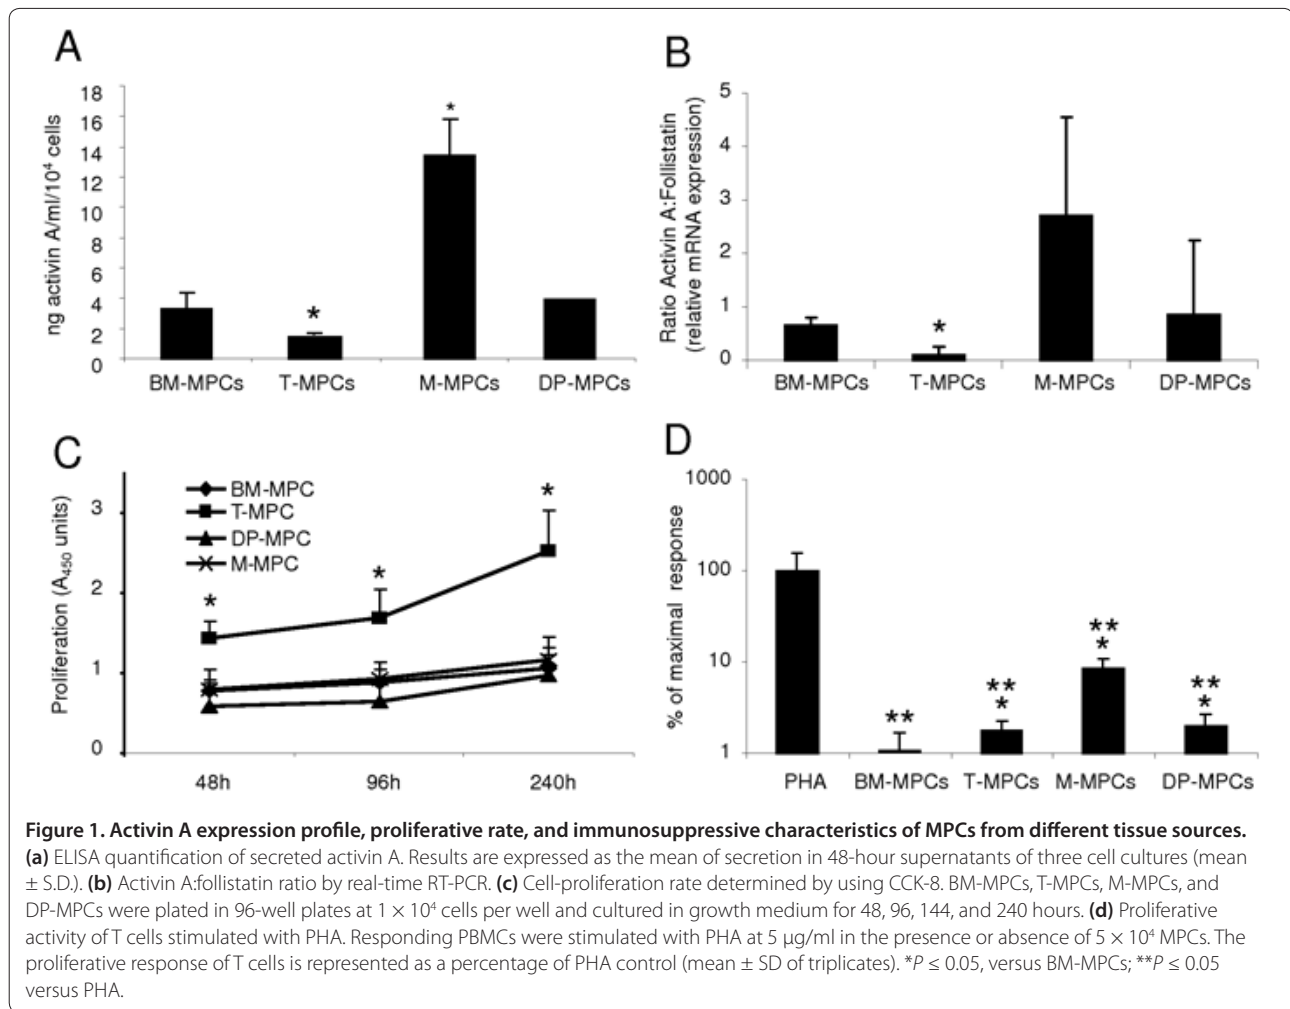 A
ng activin A/ml/10⁴ cells
18
16
14
12
10
8
6
4
2
0
*
*
BM-MPCs T-MPCs M-MPCs DP-MPCs
B
Ratio Activin A:Follistatin
(relative mRNA expression)
5
4
3
2
1
0
*
BM-MPCs T-MPCs M-MPCs DP-MPCs
C
Proliferation (A₄₅₀ units)
3
2
1
0
BM-MPC
T-MPC
DP-MPC
M-MPC
* * *
48h 96h 240h
D
% of maximal response
1000
100
10
1
** ** ** **
* * *
PHA BM-MPCs T-MPCs M-MPCs DP-MPCs
Figure 1. Activin A expression profile, proliferative rate, and immunosuppressive characteristics of MPCs from different tissue sources.
(a) ELISA quantification of secreted activin A. Results are expressed as the mean of secretion in 48-hour supernatants of three cell cultures (mean
± S.D.). (b) Activin A:follistatin ratio by real-time RT-PCR. (c) Cell-proliferation rate determined by using CCK-8. BM-MPCs, T-MPCs, M-MPCs, and
DP-MPCs were plated in 96-well plates at 1 × 10⁴ cells per well and cultured in growth medium for 48, 96, 144, and 240 hours. (d) Proliferative
activity of T cells stimulated with PHA. Responding PBMCs were stimulated with PHA at 5 μg/ml in the presence or absence of 5 × 10⁴ MPCs. The
proliferative response of T cells is represented as a percentage of PHA control (mean ± SD of triplicates). *P ≤ 0.05, versus BM-MPCs; **P ≤ 0.05
versus PHA.